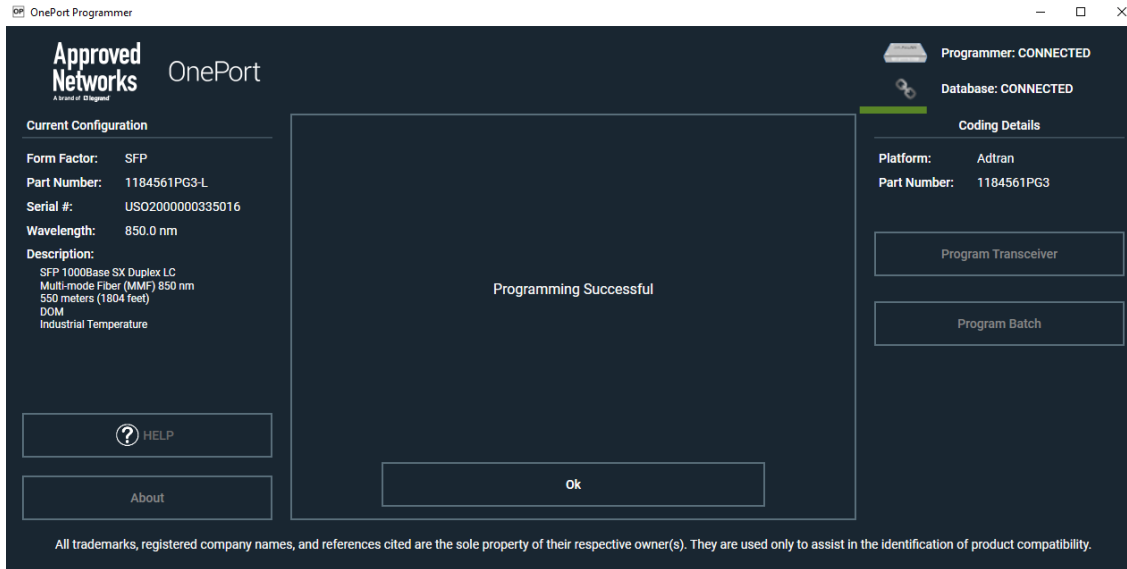 OP OnePort Programmer
Approved
Networks
A brand of legrand
OnePort
Programmer: CONNECTED
Database: CONNECTED
Current Configuration
Form Factor: SFP
Part Number: 1184561PG3-L
Serial #: USO2000000335016
Wavelength: 850.0 nm
Description:
SFP 1000Base SX Duplex LC
Multi-mode Fiber (MMF) 850 nm
550 meters (1804 feet)
DOM
Industrial Temperature
? HELP
About
Programming Successful
Ok
Coding Details
Platform: Adtran
Part Number: 1184561PG3
Program Transceiver
Program Batch
All trademarks, registered company names, and references cited are the sole property of their respective owner(s). They are used only to assist in the identification of product compatibility.